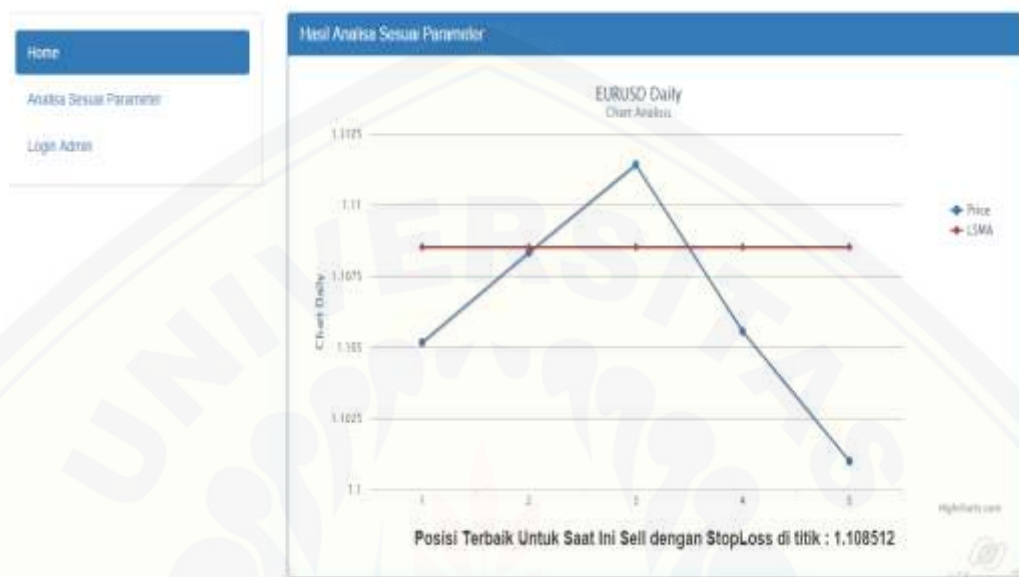 Home
Analisa Sesuai Parameter
Login Admin
Hasil Analisa Sesuai Parameter
EURUSD Daily
Chart Analisis
Chart Daily
1.1125
1.11
1.1075
1.105
1.1025
1.1
1
2
3
4
5
Price
LSMA
Highcharts.com
Posisi Terbaik Untuk Saat Ini Sell dengan StopLoss di titik : 1.108512
UNIVERSITAS